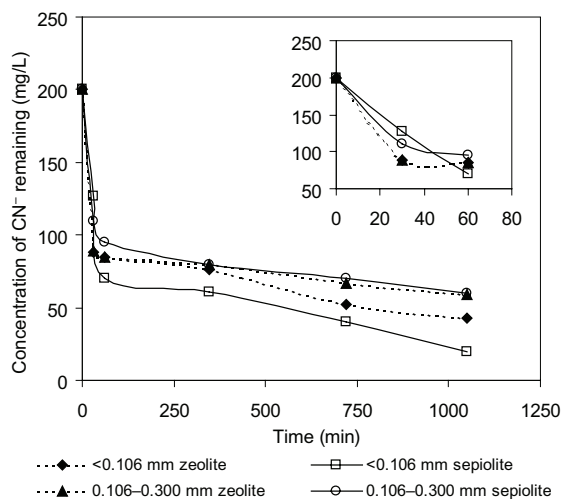 Concentration of CN⁻ remaining (mg/L)
250
200
150
100
50
0
0 250 500 750 1000 1250
Time (min)
250
200
150
100
50
0 20 40 60 80
<0.106 mm zeolite <0.106 mm sepiolite
0.106–0.300 mm zeolite 0.106–0.300 mm sepiolite